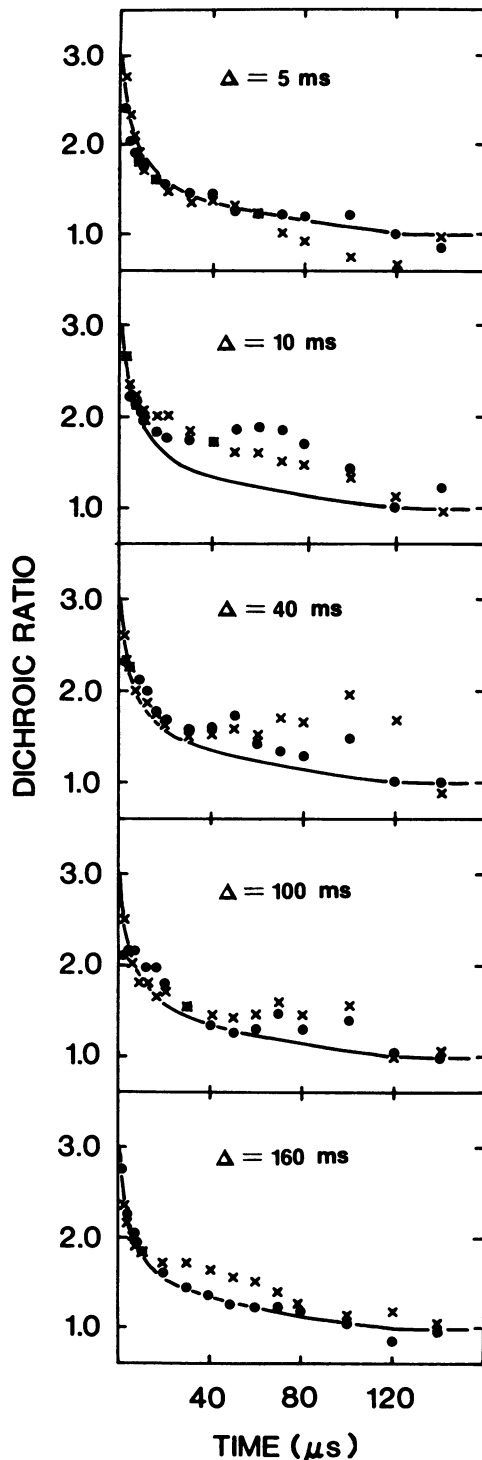 3.0
Δ = 5 ms
2.0
1.0
3.0
Δ = 10 ms
2.0
1.0
3.0
Δ = 40 ms
2.0
1.0
3.0
Δ = 100 ms
2.0
1.0
3.0
Δ = 160 ms
2.0
1.0
DICHROIC RATIO
40 80 120
TIME (μs)